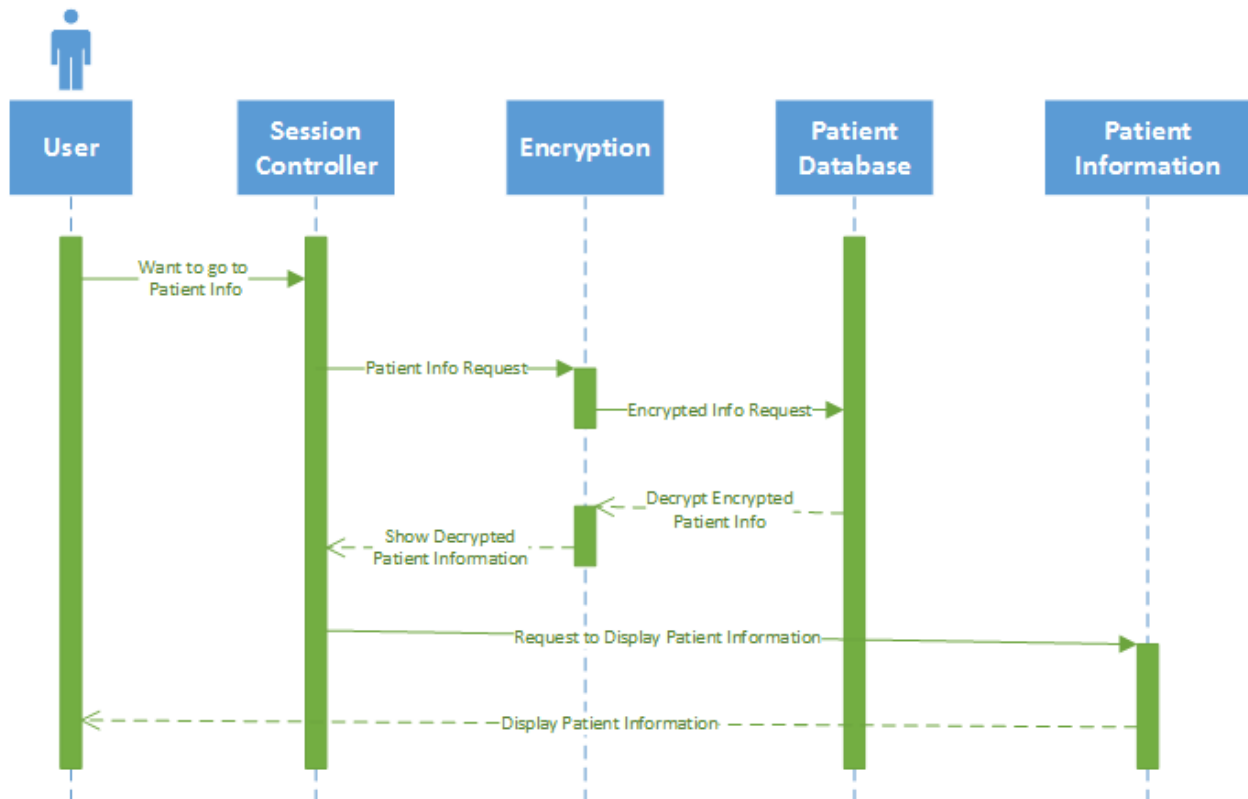 User
Session
Controller
Encryption
Patient
Database
Patient
Information
Want to go to
Patient Info
Patient Info Request
Encrypted Info Request
Decrypt Encrypted
Patient Info
Show Decrypted
Patient Information
Request to Display Patient Information
Display Patient Information